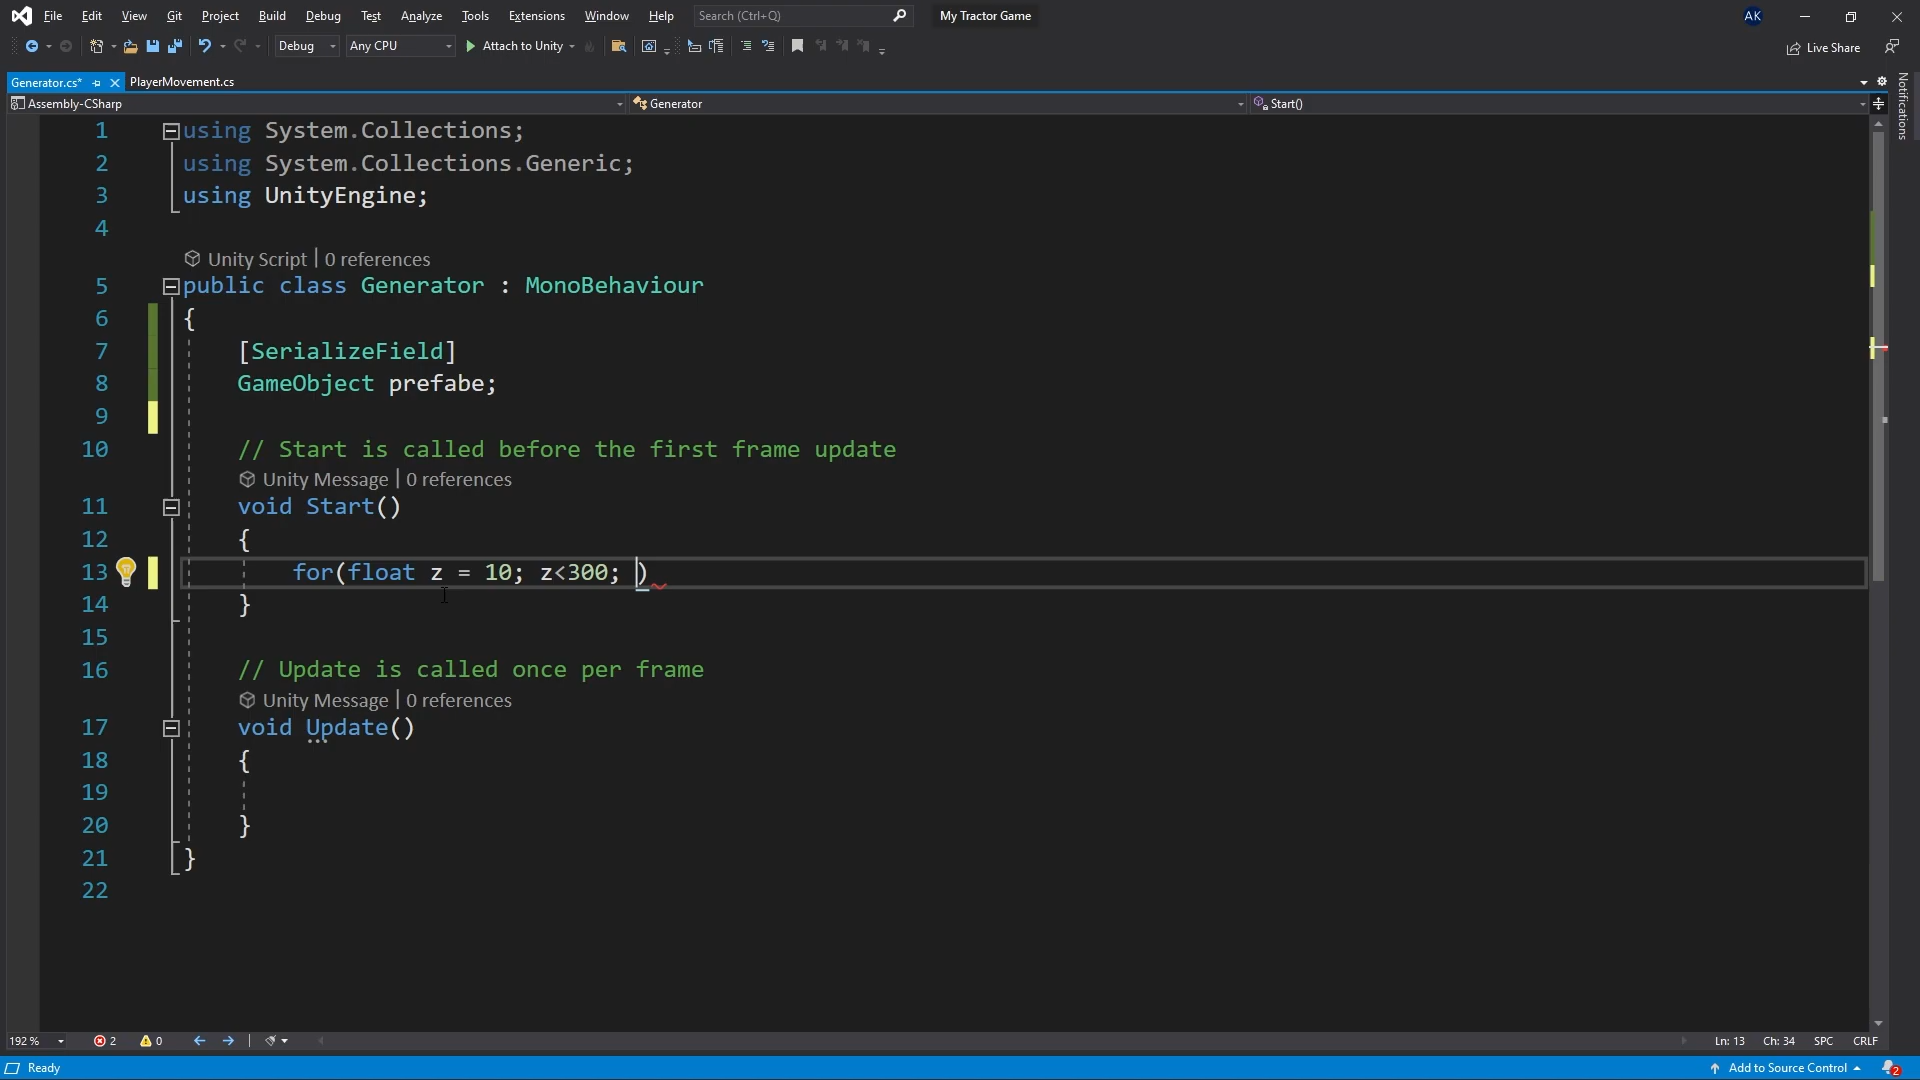 File Edit View Git Project Build Debug Test Analyze Tools Extensions Window Help Search (Ctrl+Q) My Tractor Game AK
Debug Any CPU Attach to Unity Live Share
Generator.cs* PlayerMovement.cs
Notifications
Assembly-CSharp Generator Start()
1 using System.Collections;
2 using System.Collections.Generic;
3 using UnityEngine;
4
Unity Script | 0 references
5 public class Generator : MonoBehaviour
6 {
7 [SerializeField]
8 GameObject prefabe;
9
10 // Start is called before the first frame update
Unity Message | 0 references
11 void Start()
12 {
13 for(float z = 10; z<300; )
14 }
15
16 // Update is called once per frame
Unity Message | 0 references
17 void Update()
18 {
19
20 }
21 }
22
192 % 2 0 Ln: 13 Ch: 34 SPC CRLF
Ready Add to Source Control 2